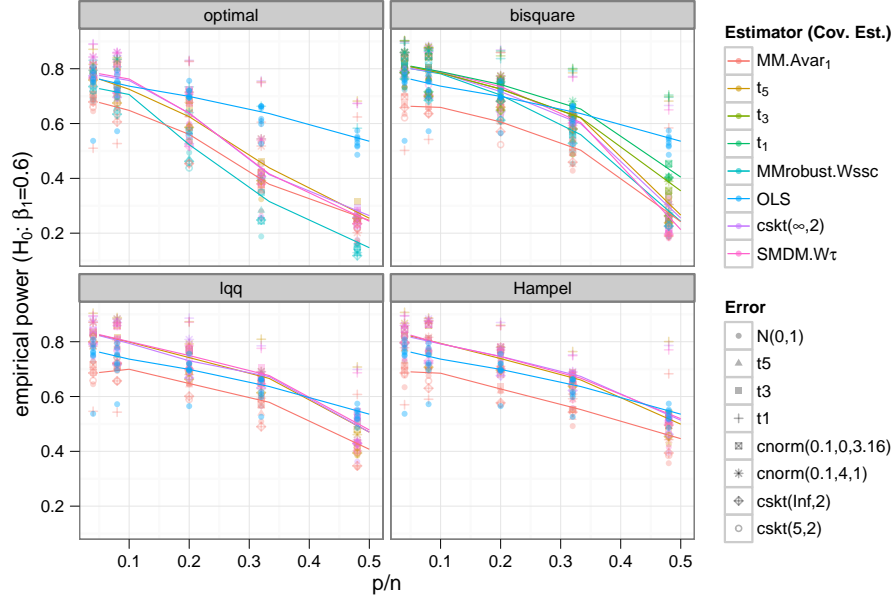 optimal
bisquare
0.8
0.6
0.4
0.2
lqq
Hampel
0.8
0.6
0.4
0.2
0.1 0.2 0.3 0.4 0.5
0.1 0.2 0.3 0.4 0.5
p/n
empirical power (H₀: β₁=0.6)
Estimator (Cov. Est.)
MM.Avar₁
t₅
t₃
t₁
MMrobust.Wssc
OLS
cskt(∞,2)
SMDM.Wτ
Error
N(0,1)
t5
t3
t1
cnorm(0.1,0,3.16)
cnorm(0.1,4,1)
cskt(Inf,2)
cskt(5,2)